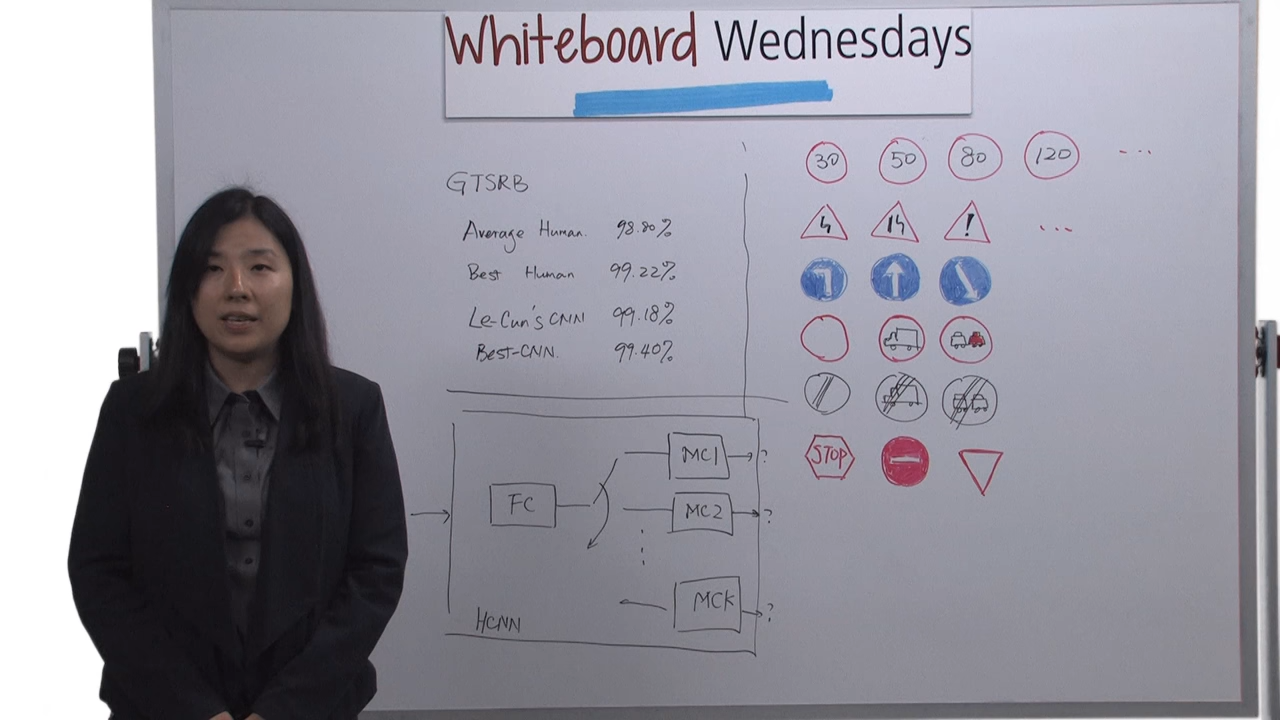 Whiteboard Wednesdays
GTSRB
Average Human. 98.80%
Best Human 99.22%
Le-Cun's CNN 99.18%
Best-CNN. 99.40%
30 50 80 120 ...
!
...
STOP
FC
MC1 ?
MC2 ?
MCK ?
HCNN